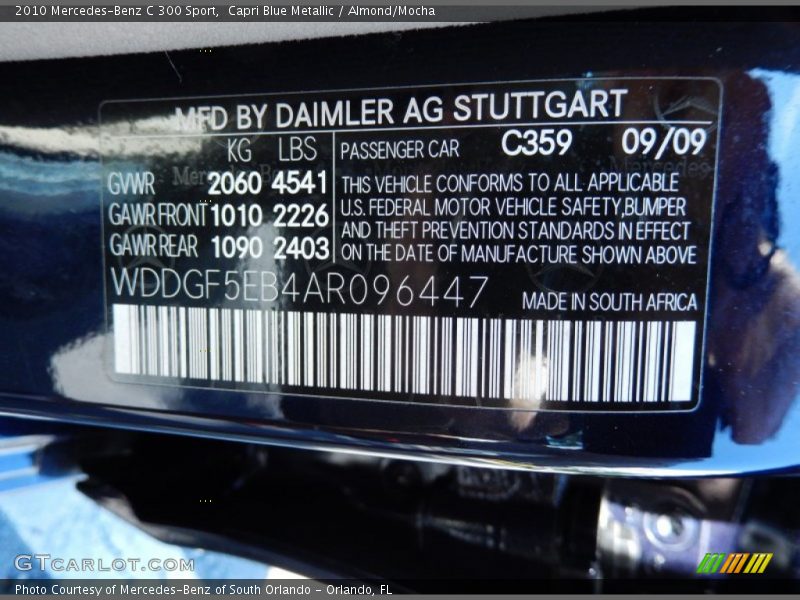 2010 Mercedes-Benz C 300 Sport, Capri Blue Metallic / Almond/Mocha
MFD BY DAIMLER AG STUTTGART
KG LBS
GVWR 2060 4541
GAWR FRONT 1010 2226
GAWR REAR 1090 2403
PASSENGER CAR C359 09/09
THIS VEHICLE CONFORMS TO ALL APPLICABLE
U.S. FEDERAL MOTOR VEHICLE SAFETY, BUMPER
AND THEFT PREVENTION STANDARDS IN EFFECT
ON THE DATE OF MANUFACTURE SHOWN ABOVE
WDDGF5EB4AR096447
MADE IN SOUTH AFRICA
GTcarlot.com
Photo Courtesy of Mercedes-Benz of South Orlando - Orlando, FL